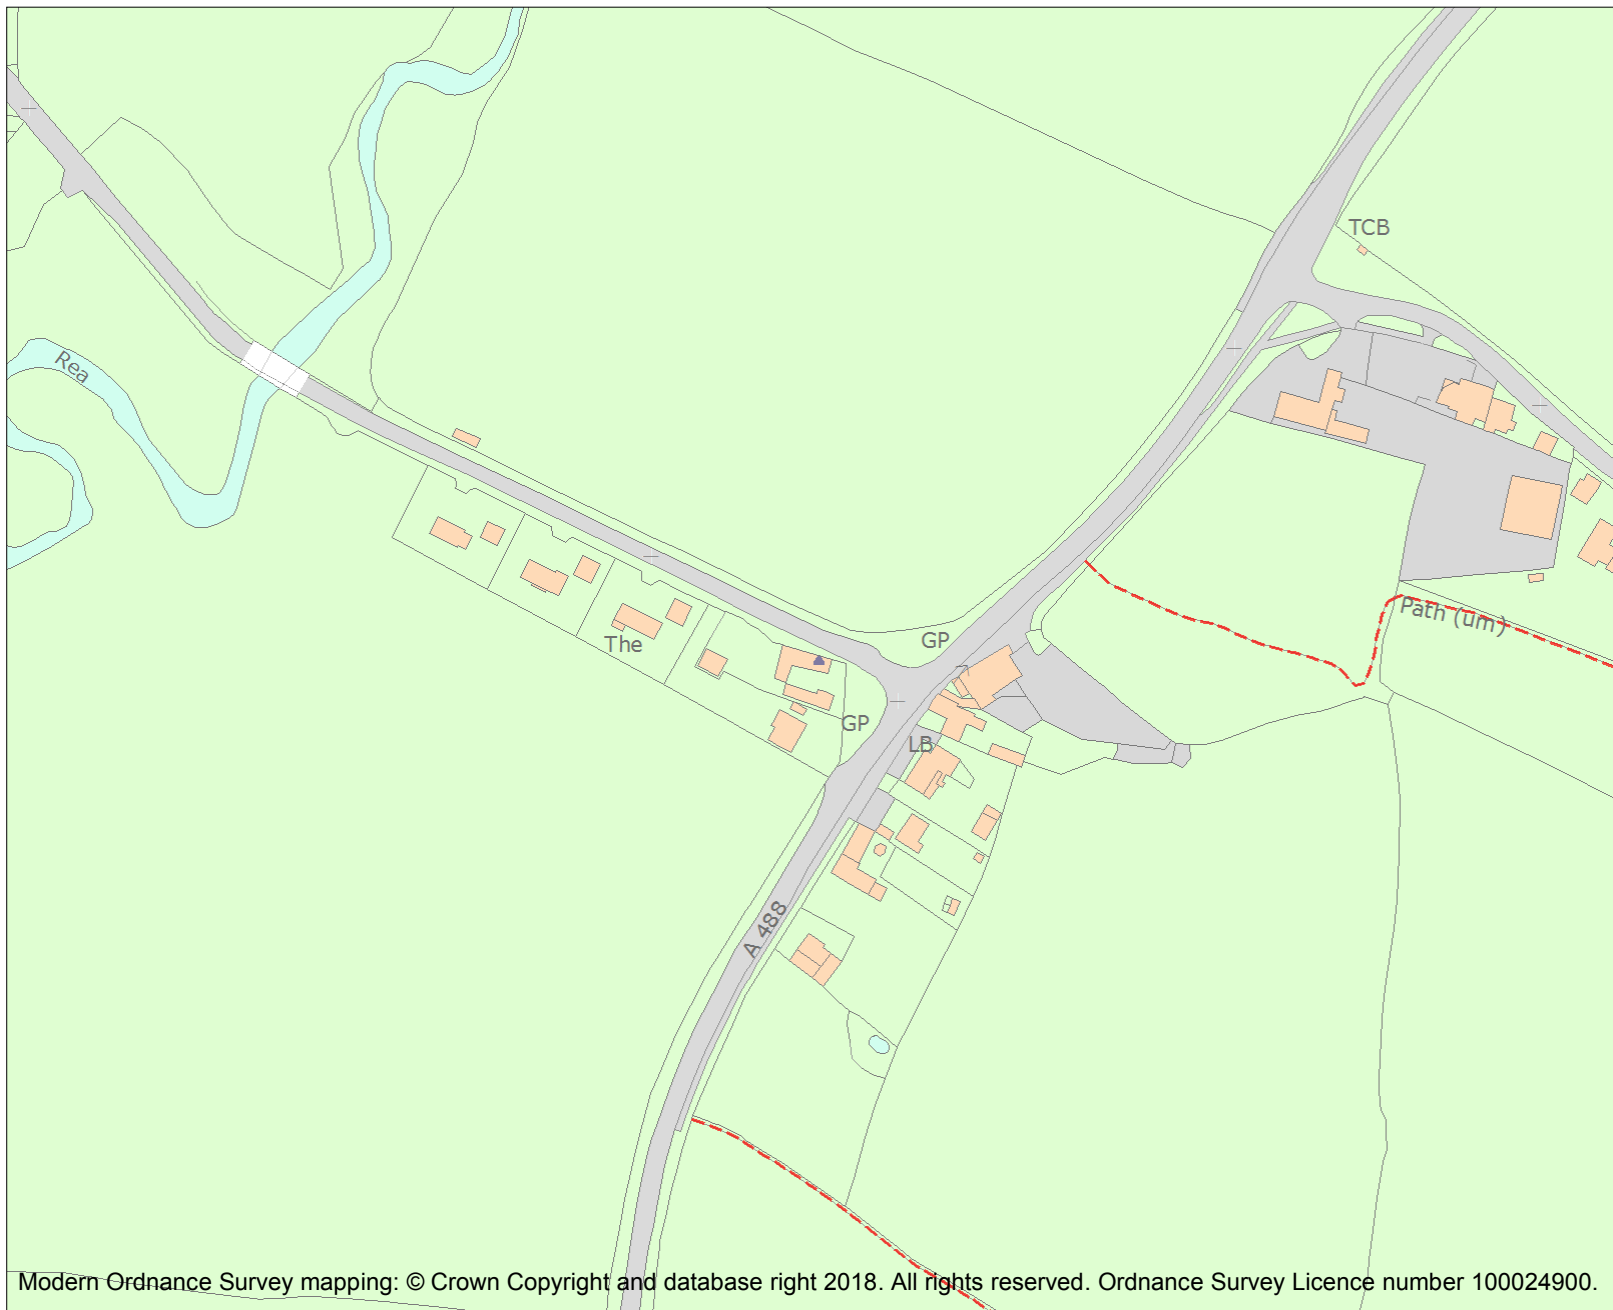 TCB
Rea
Path (um)
The
GP
GP
LB
A 488
Modern Ordnance Survey mapping: © Crown Copyright and database right 2018. All rights reserved. Ordnance Survey Licence number 100024900.